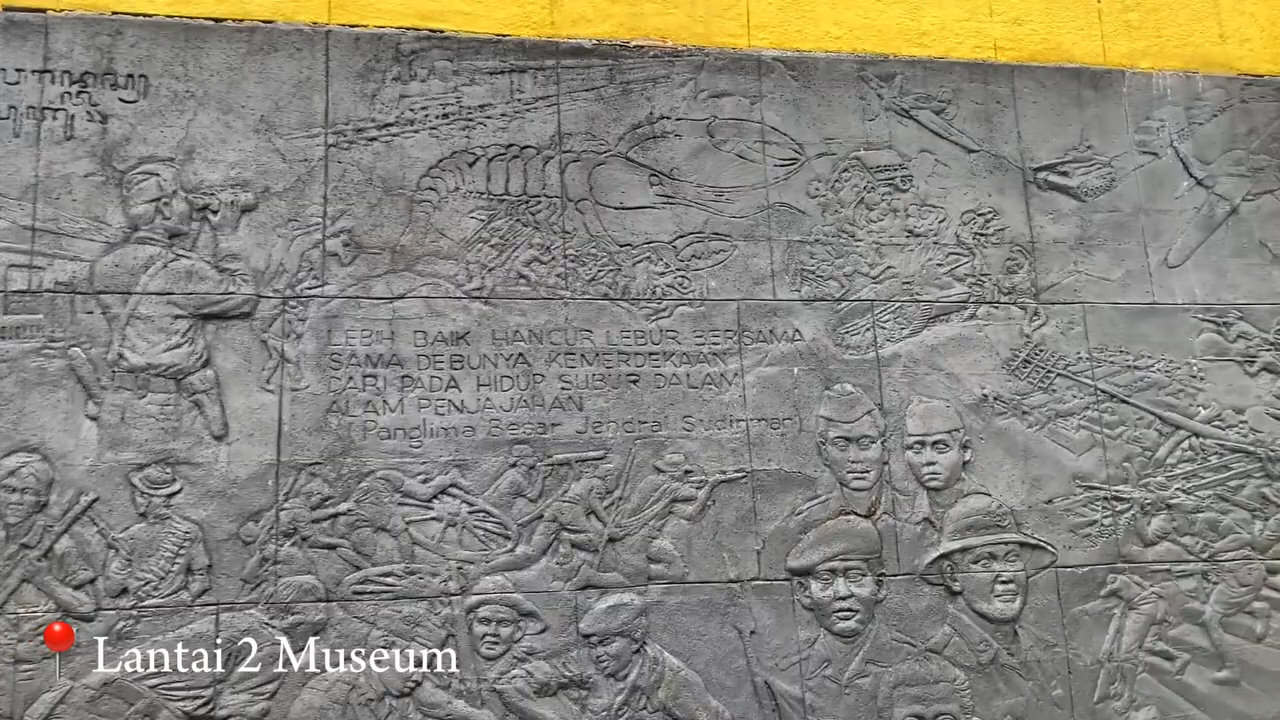 LEBIH BAIK HANCUR LEBUR BERSAMA
SAMA DEBUNYA KEMERDEKAAN
DARI PADA HIDUP SUBUR DALAM
ALAM PENJAJAHAN
(Panglima Besar Jendral Sudirman)
Lantai 2 Museum